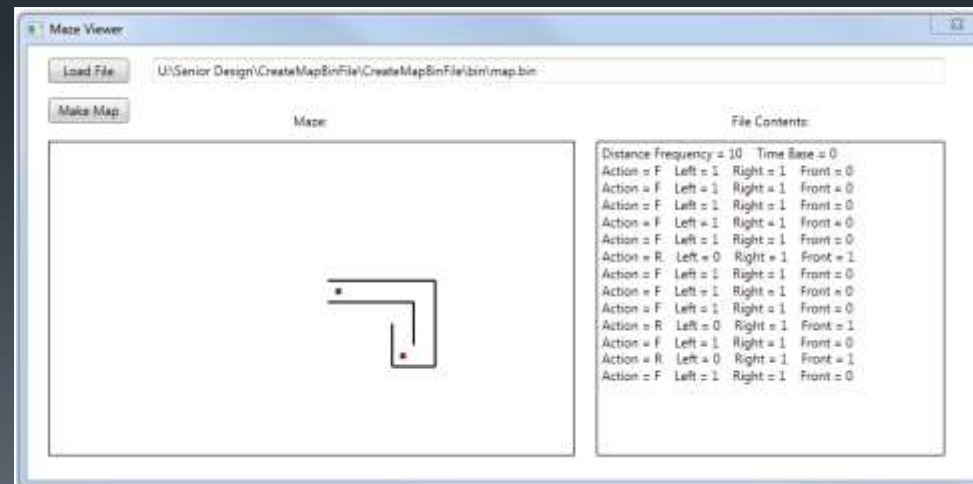 Maze Viewer
Load File
U:\Senior Design\CreateMapBinFile\CreateMapBinFile\bin\map.bin
Make Map
Maze:
File Contents:
Distance Frequency = 10 Time Base = 0
Action = F Left = 1 Right = 1 Front = 0
Action = F Left = 1 Right = 1 Front = 0
Action = F Left = 1 Right = 1 Front = 0
Action = F Left = 1 Right = 1 Front = 0
Action = F Left = 1 Right = 1 Front = 0
Action = R Left = 0 Right = 1 Front = 1
Action = F Left = 1 Right = 1 Front = 0
Action = F Left = 1 Right = 1 Front = 0
Action = F Left = 1 Right = 1 Front = 0
Action = R Left = 0 Right = 1 Front = 1
Action = F Left = 1 Right = 1 Front = 0
Action = R Left = 0 Right = 1 Front = 1
Action = F Left = 1 Right = 1 Front = 0